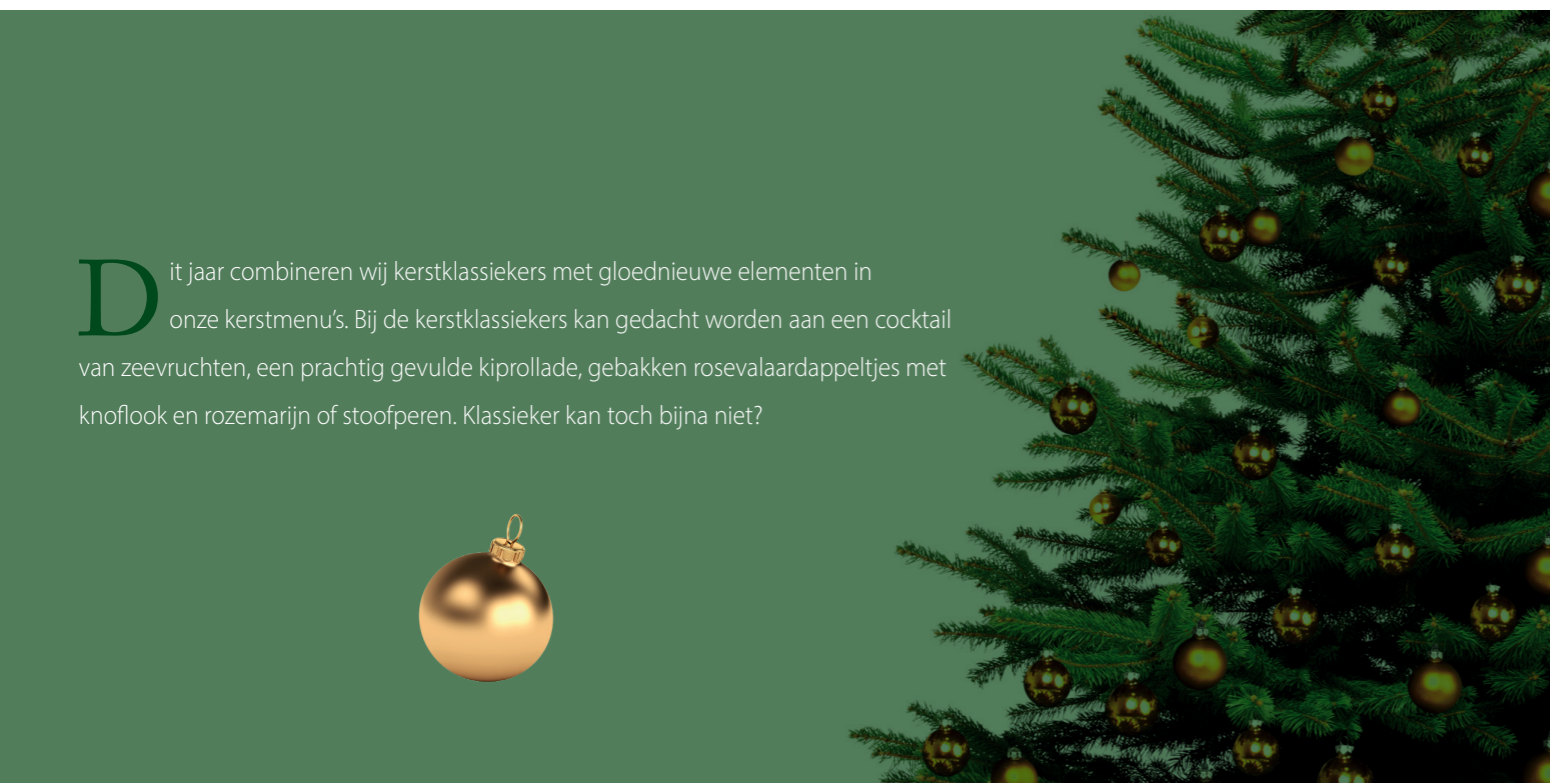 Dit jaar combineren wij kerstklassiekers met gloednieuwe elementen in
onze kerstmenu’s. Bij de kerstklassiekers kan gedacht worden aan een cocktail
van zeevruchten, een prachtig gevulde kiprollade, gebakken rosevalaardappeltjes met
knoflook en rozemarijn of stoofperen. Klassieker kan toch bijna niet?